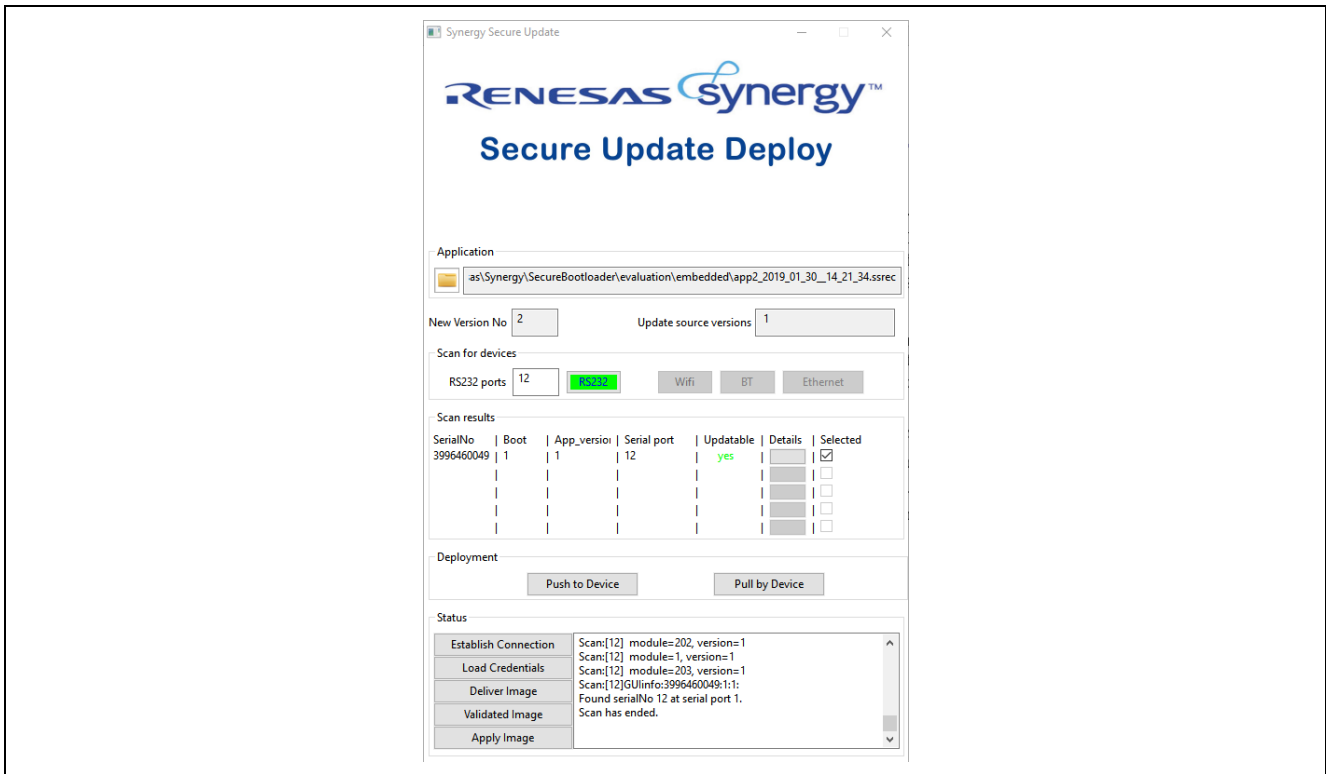 Synergy Secure Update
RENESAS synergy™
Secure Update Deploy
Application
as\Synergy\SecureBootloader\evaluation\embedded\app2_2019_01_30__14_21_34.ssrec
New Version No 2 Update source versions 1
Scan for devices
RS232 ports 12 RS232 Wifi BT Ethernet
Scan results
SerialNo | Boot | App_version | Serial port | Updatable | Details | Selected
3996460049 | 1 | 1 | 12 | yes | |
Deployment
Push to Device Pull by Device
Status
Establish Connection
Load Credentials
Deliver Image
Validated Image
Apply Image
Scan:[12] module=202, version=1
Scan:[12] module=1, version=1
Scan:[12] module=203, version=1
Scan:[12]GUIinfo:3996460049:1:1:
Found serialNo 12 at serial port 1.
Scan has ended.